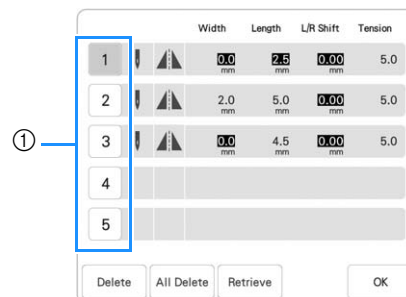 Width Length L/R Shift Tension
1 0.0 mm 2.5 mm 0.00 mm 5.0
2 2.0 mm 5.0 mm 0.00 mm 5.0
① 3 0.0 mm 4.5 mm 0.00 mm 5.0
4
5
Delete All Delete Retrieve OK